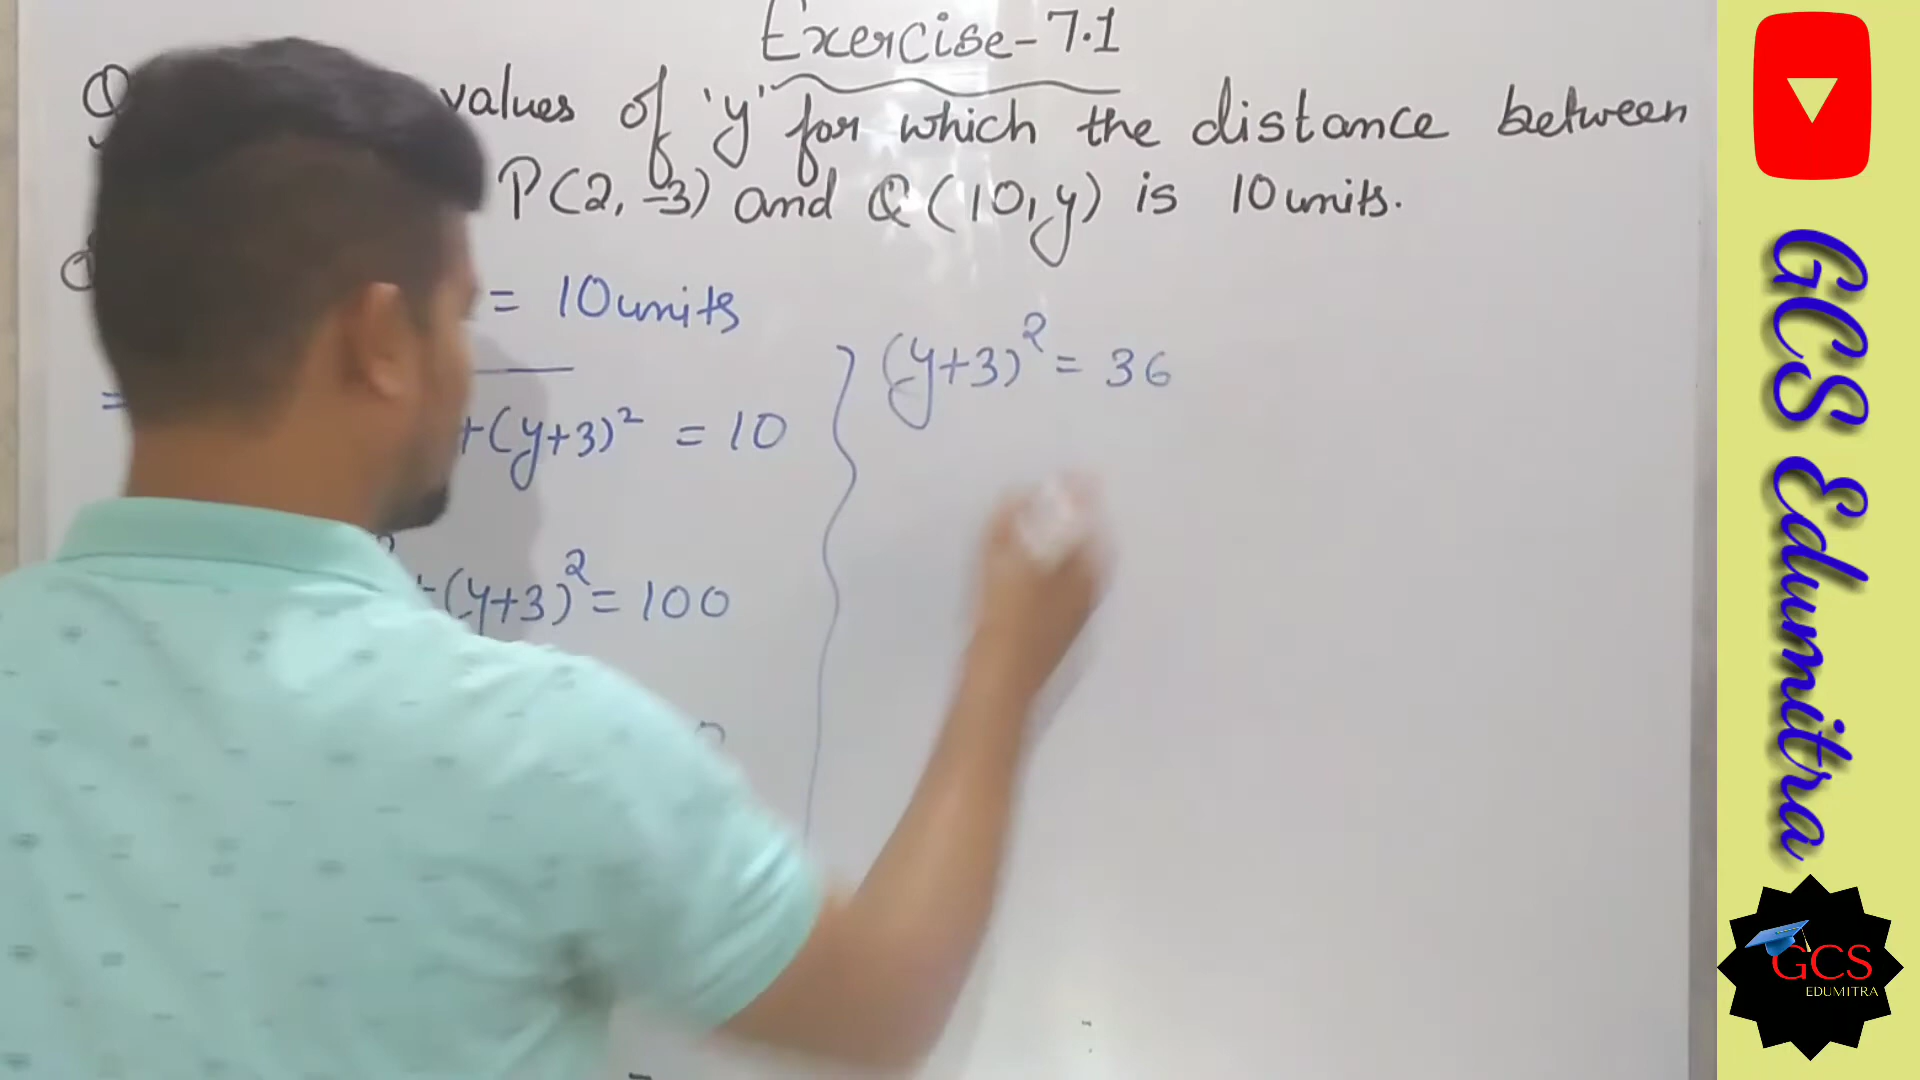 Exercise-7.1
values of 'y' for which the distance between
P(2, -3) and Q(10, y) is 10 units.
= 10 units
=
+(y+3)² = 10
(y+3)² = 100
(y+3)² = 36
GCS Edumitra
GCS
EDUMITRA